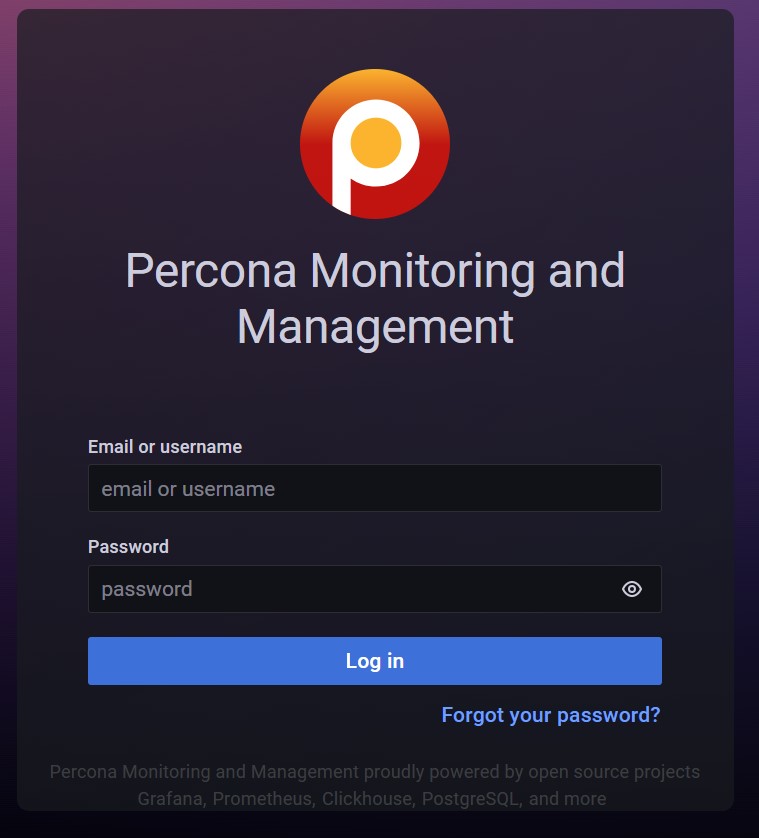 Percona Monitoring and
Management
Email or username
email or username
Password
password
Log in
Forgot your password?
Percona Monitoring and Management proudly powered by open source projects
Grafana, Prometheus, Clickhouse, PostgreSQL, and more